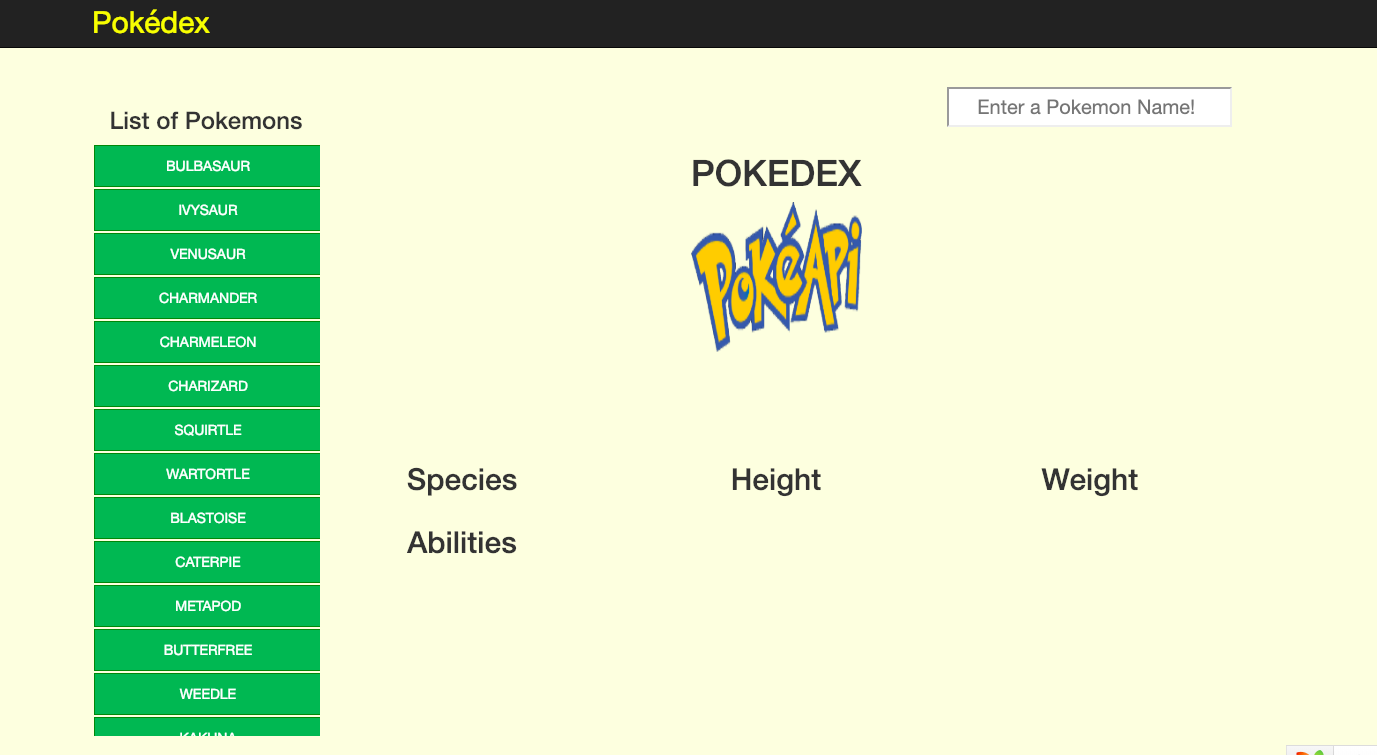 Pokédex
Enter a Pokemon Name!
List of Pokemons
BULBASAUR
IVYSAUR
VENUSAUR
CHARMANDER
CHARMELEON
CHARIZARD
SQUIRTLE
WARTORTLE
BLASTOISE
CATERPIE
METAPOD
BUTTERFREE
WEEDLE
KAKUNA
POKEDEX
PokéApi
Species Height Weight
Abilities